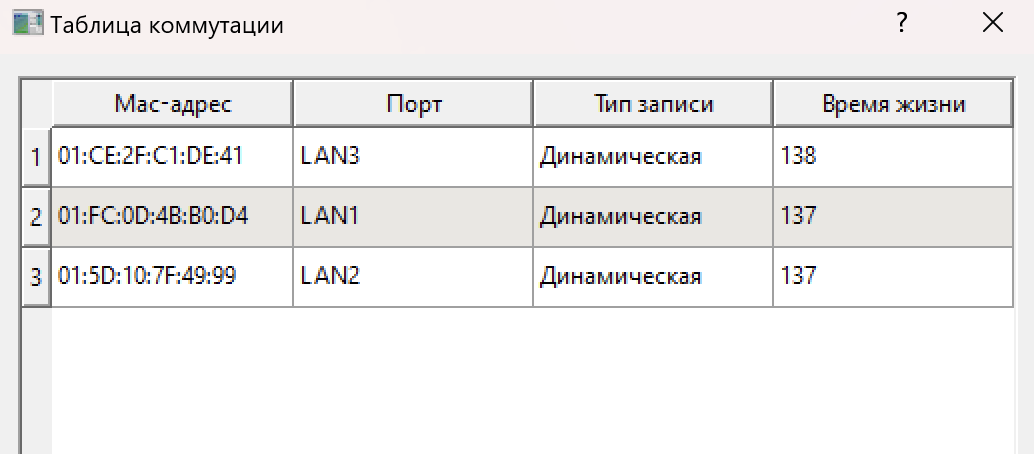 Таблица коммутации ?
Mac-адрес Порт Тип записи Время жизни
1 01:CE:2F:C1:DE:41 LAN3 Динамическая 138
2 01:FC:0D:4B:B0:D4 LAN1 Динамическая 137
3 01:5D:10:7F:49:99 LAN2 Динамическая 137